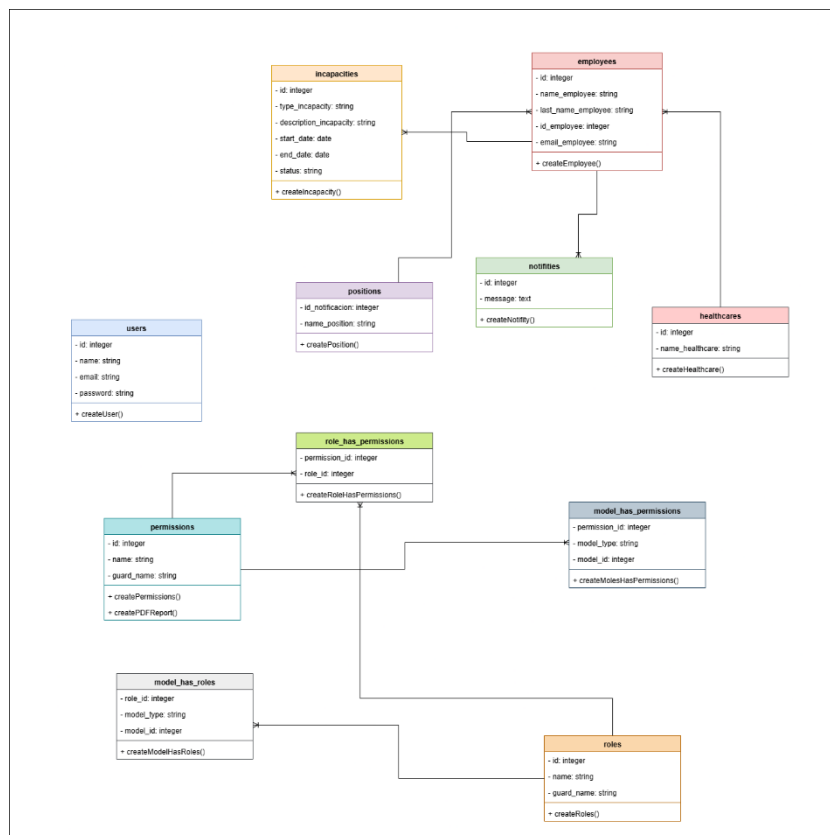 employees
- id: integer
- name_employee: string
- last_name_employee: string
- id_employee: integer
- email_employee: string
+ createEmployee()
incapacities
- id: integer
- type_incapacity: string
- description_incapacity: string
- start_date: date
- end_date: date
- status: string
+ createIncapacity()
notifities
- id: integer
- message: text
+ createNotifity()
positions
- id_notificacion: integer
- name_position: string
+ createPosition()
healthcares
- id: integer
- name_healthcare: string
+ createHealthcare()
users
- id: integer
- name: string
- email: string
- password: string
+ createUser()
role_has_permissions
- permission_id: integer
- role_id: integer
+ createRoleHasPermissions()
model_has_permissions
- permission_id: integer
- model_type: string
- model_id: integer
+ createMolesHasPermissions()
permissions
- id: integer
- name: string
- guard_name: string
+ createPermissions()
+ createPDFReport()
model_has_roles
- role_id: integer
- model_type: string
- model_id: integer
+ createModelHasRoles()
roles
- id: integer
- name: string
- guard_name: string
+ createRoles()